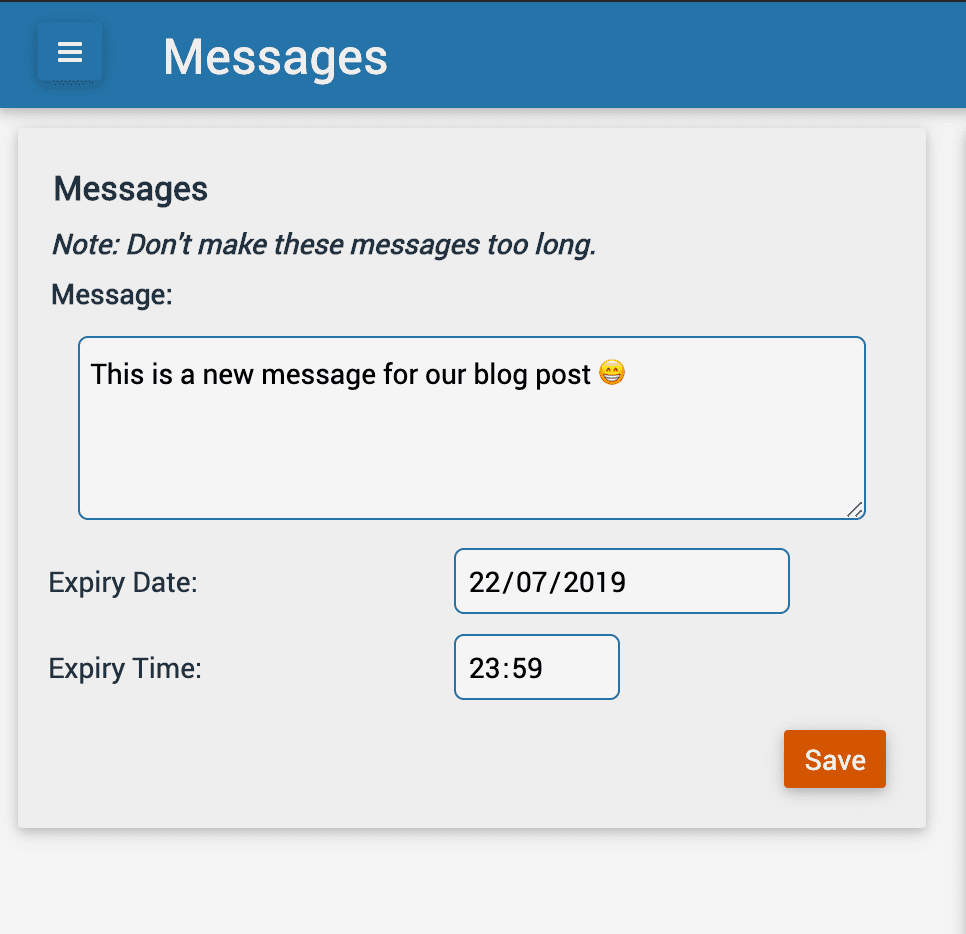 Messages
Messages
Note: Don't make these messages too long.
Message:
This is a new message for our blog post 😁
Expiry Date:
22/07/2019
Expiry Time:
23:59
Save